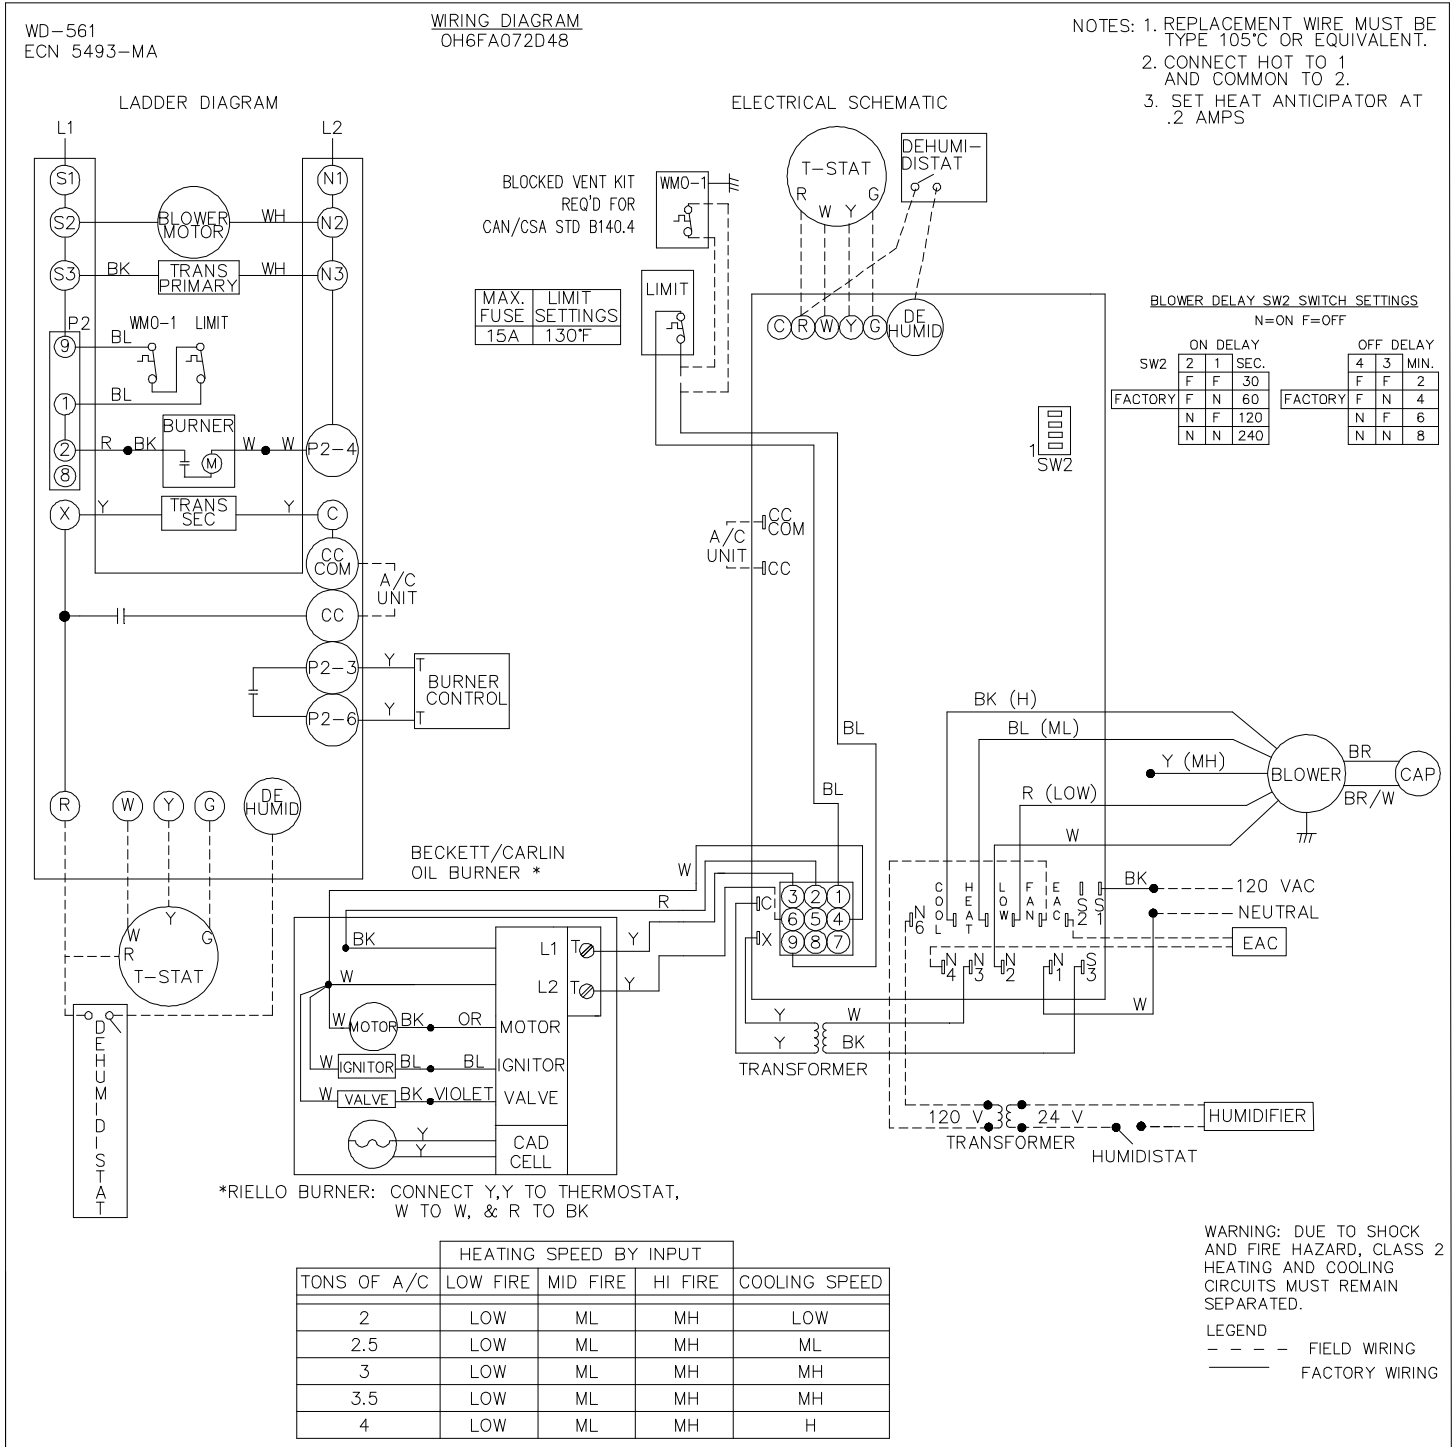 WD-561
ECN 5493-MA
WIRING DIAGRAM
OH6FA072D48
NOTES: 1. REPLACEMENT WIRE MUST BE
TYPE 105°C OR EQUIVALENT.
2. CONNECT HOT TO 1
AND COMMON TO 2.
3. SET HEAT ANTICIPATOR AT
.2 AMPS
LADDER DIAGRAM
L1
L2
S1
N1
S2
BLOWER
MOTOR
WH
N2
S3
BK
TRANS
PRIMARY
WH
N3
P2
WMO-1
LIMIT
9
BL
1
BL
BURNER
2
R
BK
M
W
W
P2-4
8
X
Y
TRANS
SEC
Y
C
CC
COM
A/C
UNIT
CC
P2-3
Y
T
BURNER
CONTROL
P2-6
Y
T
R
W
Y
G
DE
HUMID
Y
W
G
R
T-STAT
DEHUMIDISTAT
ELECTRICAL SCHEMATIC
BLOCKED VENT KIT
REQ'D FOR
CAN/CSA STD B140.4
WMO-1
T-STAT
R
W
Y
G
DEHUMI-
DISTAT
LIMIT
MAX. FUSE LIMIT SETTINGS
15A 130°F
C
R
W
Y
G
DE
HUMID
1
SW2
BLOWER DELAY SW2 SWITCH SETTINGS
N=ON F=OFF
ON DELAY
SW2 2 1 SEC.
F F 30
FACTORY F N 60
N F 120
N N 240
OFF DELAY
4 3 MIN.
F F 2
FACTORY F N 4
N F 6
N N 8
CC
COM
A/C
UNIT
CC
BL
BL
BK (H)
BL (ML)
Y (MH)
R (LOW)
W
BLOWER
BR
BR/W
CAP
BECKETT/CARLIN
OIL BURNER *
W
R
C
X
3 2 1
6 5 4
9 8 7
N6
COOL
HEAT
LOW
FAN
EAC
S2
S1
N4
N3
N2
N1
S3
BK
120 VAC
NEUTRAL
EAC
W
BK
W
L1
T
Y
L2
T
Y
W
MOTOR
BK
OR
MOTOR
W
IGNITOR
BL
BL
IGNITOR
W
VALVE
BK
VIOLET
VALVE
Y
Y
CAD
CELL
Y
W
Y
BK
TRANSFORMER
120 V
24 V
TRANSFORMER
HUMIDIFIER
HUMIDISTAT
*RIELLO BURNER: CONNECT Y,Y TO THERMOSTAT,
W TO W, & R TO BK
HEATING SPEED BY INPUT
TONS OF A/C LOW FIRE MID FIRE HI FIRE COOLING SPEED
2 LOW ML MH LOW
2.5 LOW ML MH ML
3 LOW ML MH MH
3.5 LOW ML MH MH
4 LOW ML MH H
WARNING: DUE TO SHOCK
AND FIRE HAZARD, CLASS 2
HEATING AND COOLING
CIRCUITS MUST REMAIN
SEPARATED.
LEGEND
FIELD WIRING
FACTORY WIRING